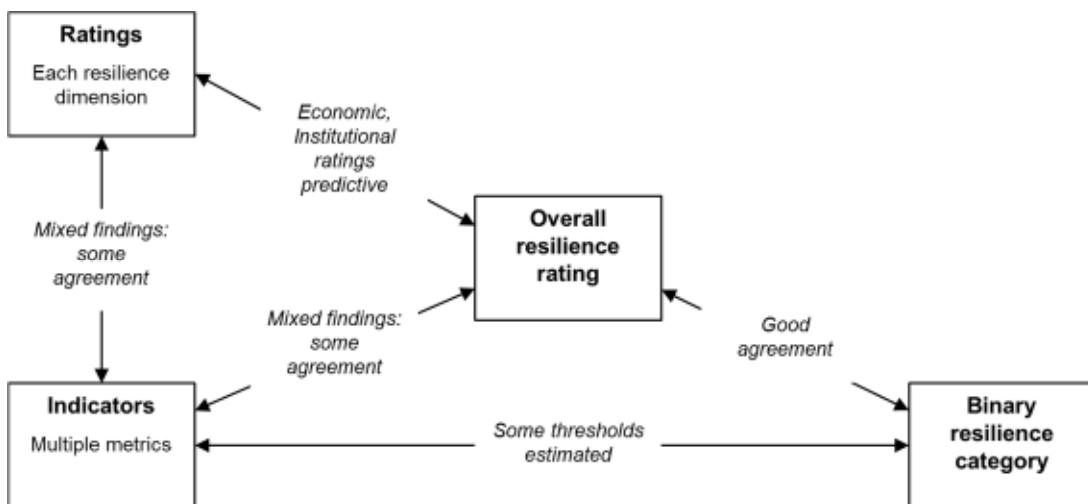 Ratings
Each resilience
dimension
Economic,
Institutional
ratings
predictive
Mixed findings:
some
agreement
Overall
resilience
rating
Mixed findings:
some
agreement
Good
agreement
Indicators
Multiple metrics
Some thresholds
estimated
Binary
resilience
category